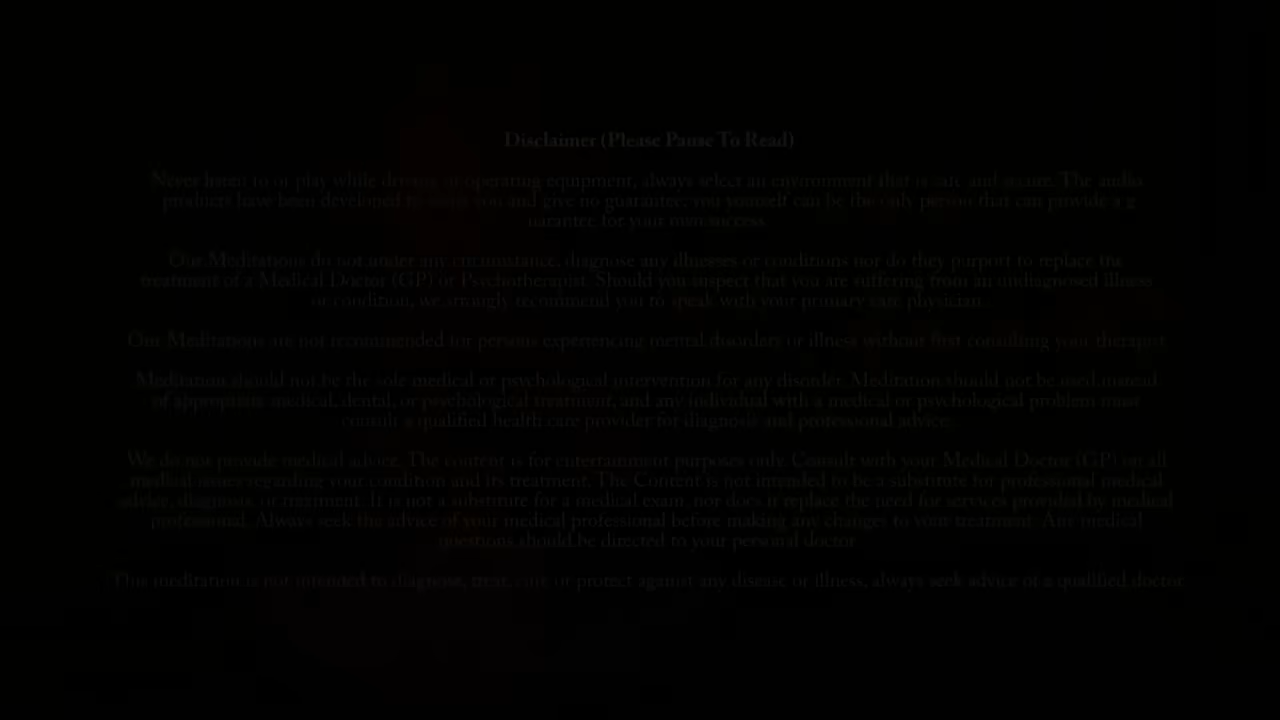 Disclaimer (Please Pause To Read)
Never listen to or play while driving or operating equipment, always select an environment that is safe and secure. The audio
products have been developed to assist you and give no guarantee; you yourself can be the only person that can provide a g
uarantee for your own success.
Our Meditations do not under any circumstance, diagnose any illnesses or conditions nor do they purport to replace the
treatment of a Medical Doctor (GP) or Psychotherapist. Should you suspect that you are suffering from an undiagnosed illness
or condition, we strongly recommend you to speak with your primary care physician.
Our Meditations are not recommended for persons experiencing mental disorders or illness without first consulting your therapist.
Meditation should not be the sole medical or psychological intervention for any disorder. Meditation should not be used instead
of appropriate medical, dental, or psychological treatment, and any individual with a medical or psychological problem must
consult a qualified health care provider for diagnosis and professional advice.
We do not provide medical advice. The content is for entertainment purposes only. Consult with your Medical Doctor (GP) on all
medical issues regarding your condition and its treatment. The Content is not intended to be a substitute for professional medical
advice, diagnosis, or treatment. It is not a substitute for a medical exam, nor does it replace the need for services provided by medical
professional. Always seek the advice of your medical professional before making any changes to your treatment. Any medical
questions should be directed to your personal doctor.
This meditation is not intended to diagnose, treat, cure or protect against any disease or illness, always seek advice of a qualified doctor